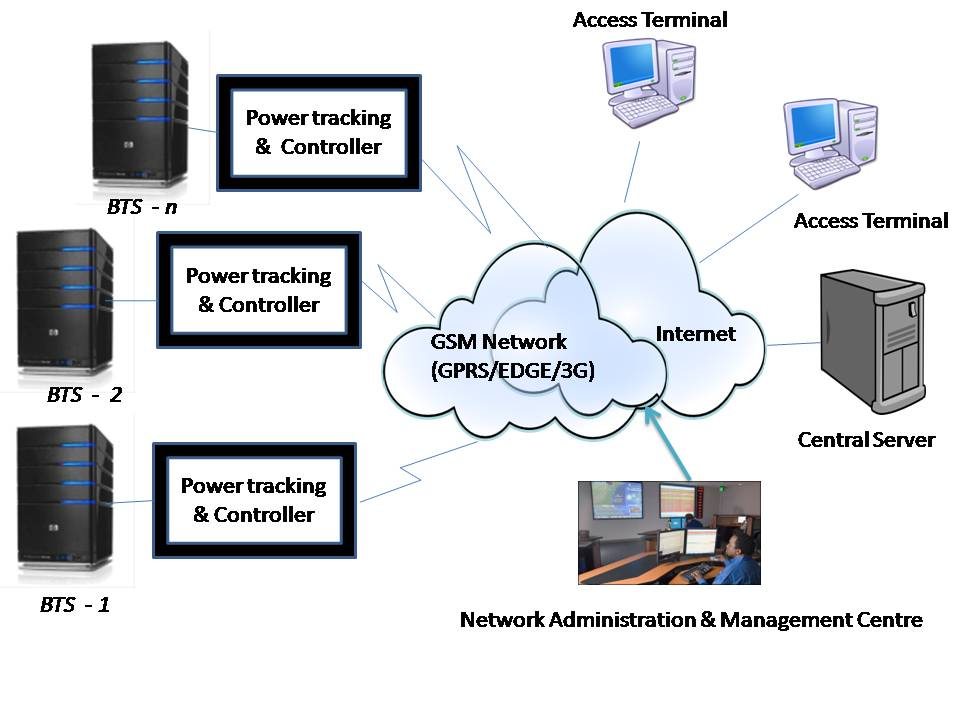 Access Terminal
Power tracking
& Controller
BTS - n
Access Terminal
Power tracking
& Controller
GSM Network
(GPRS/EDGE/3G)
Internet
BTS - 2
Central Server
Power tracking
& Controller
BTS - 1
Network Administration & Management Centre